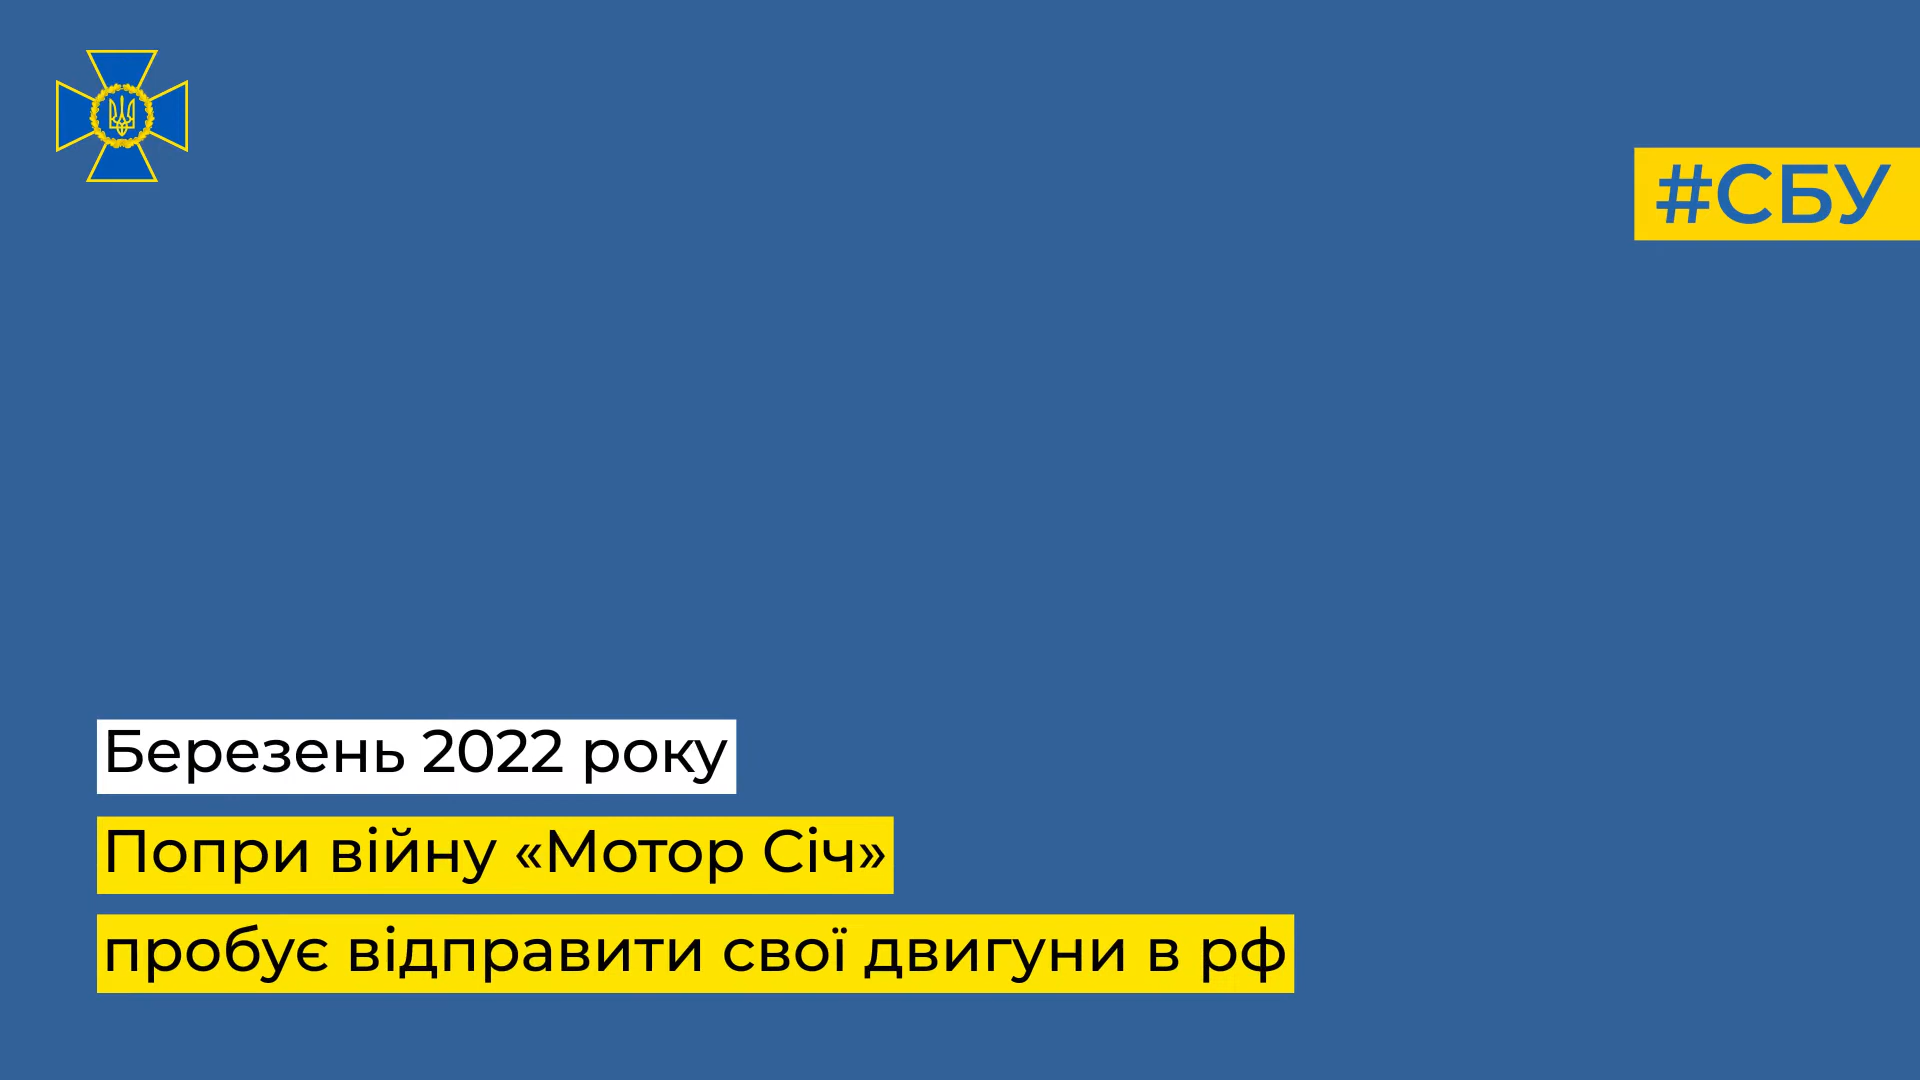 #СБУ
Березень 2022 року
Попри війну «Мотор Січ»
пробує відправити свої двигуни в рф